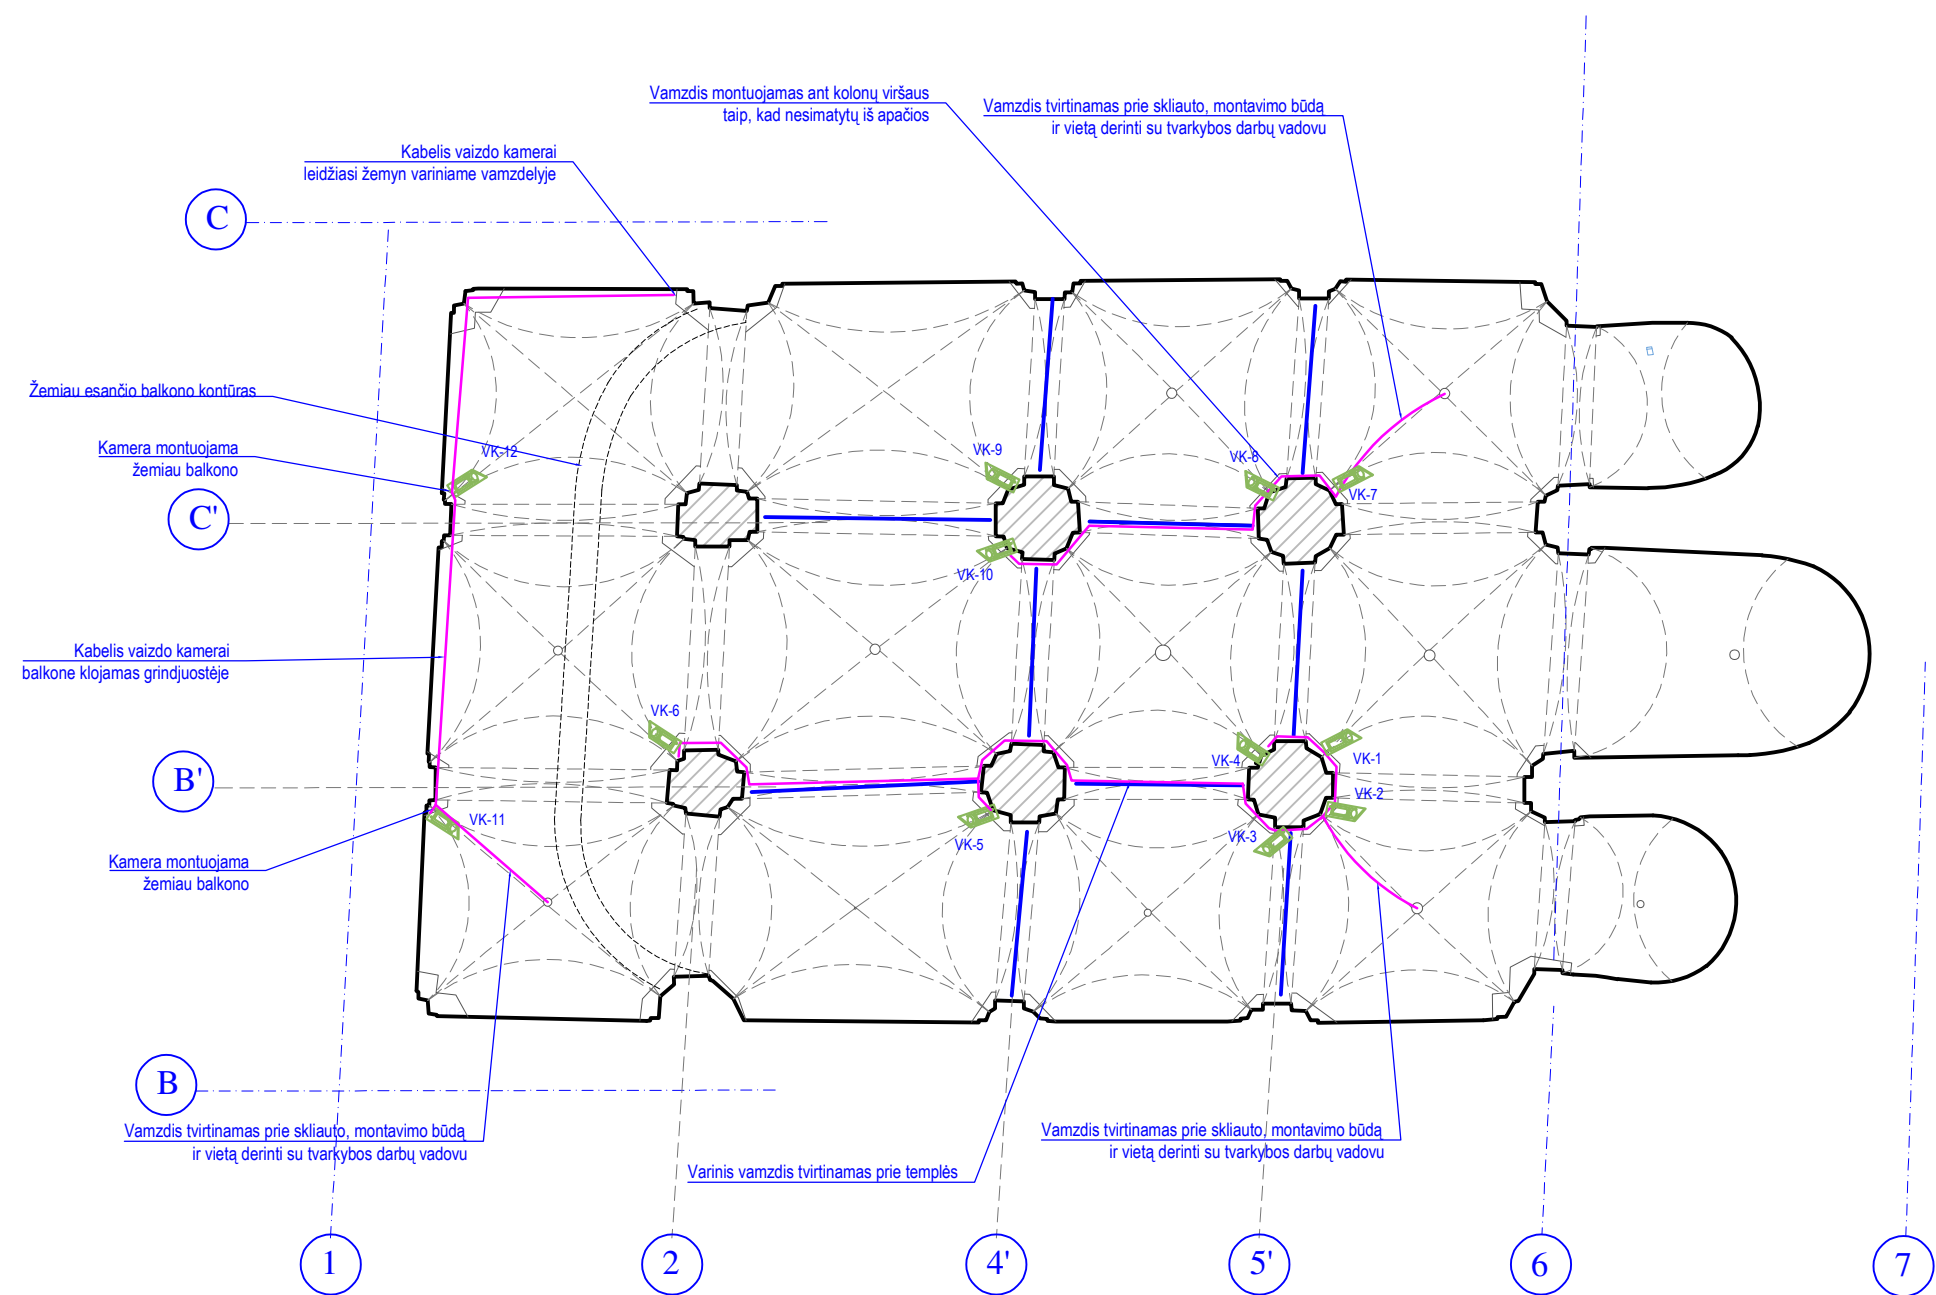 Vamzdis montuojamas ant kolonų viršaus
taip, kad nesimatytų iš apačios
Vamzdis tvirtinamas prie skliauto, montavimo būdą
ir vietą derinti su tvarkybos darbų vadovu
Kabelis vaizdo kamerai
leidžiasi žemyn variniame vamzdelyje
C
Žemiau esančio balkono kontūras
Kamera montuojama
žemiau balkono
VK-12
VK-9
VK-8
VK-7
C'
VK-10
Kabelis vaizdo kamerai
balkone klojamas grindjuostėje
VK-6
VK-4
VK-1
B'
VK-2
VK-11
VK-5
VK-3
Kamera montuojama
žemiau balkono
B
Vamzdis tvirtinamas prie skliauto, montavimo būdą
ir vietą derinti su tvarkybos darbų vadovu
Varinis vamzdis tvirtinamas prie templės
Vamzdis tvirtinamas prie skliauto, montavimo būdą
ir vietą derinti su tvarkybos darbų vadovu
1
2
4'
5'
6
7